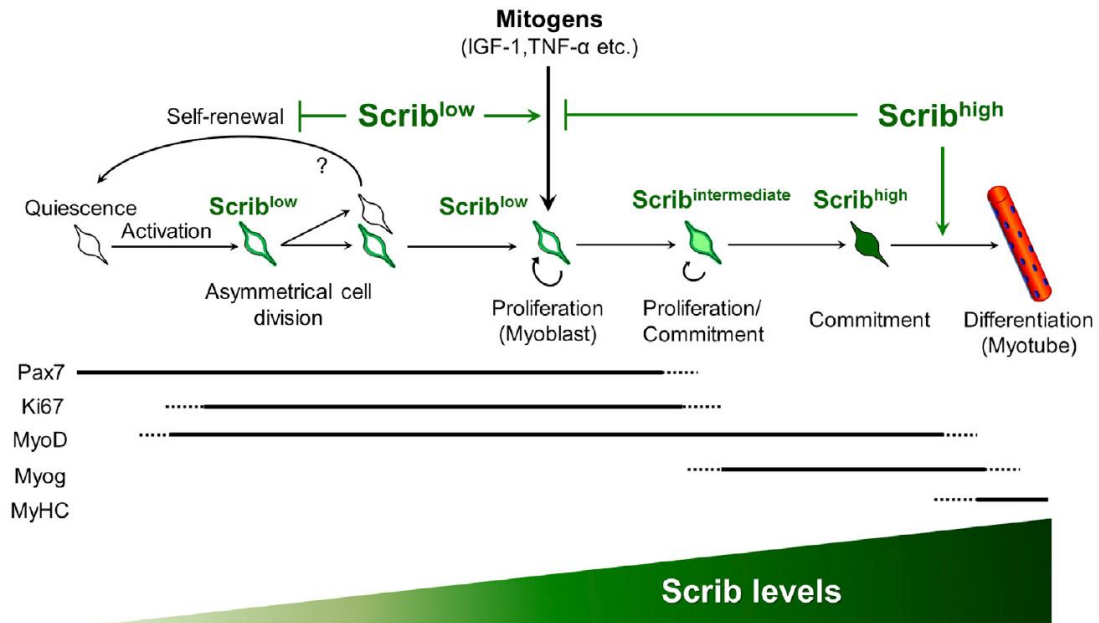 Mitogens
(IGF-1,TNF-α etc.)
Self-renewal
Scrib^low
Scrib^high
?
Quiescence
Activation
Scrib^low
Scrib^low
Scrib^intermediate
Scrib^high
Asymmetrical cell
division
Proliferation
(Myoblast)
Proliferation/
Commitment
Commitment
Differentiation
(Myotube)
Pax7
Ki67
MyoD
Myog
MyHC
Scrib levels